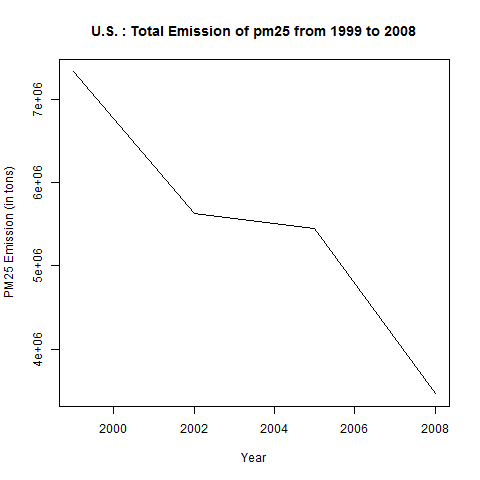 U.S. : Total Emission of pm25 from 1999 to 2008
PM25 Emission (in tons)
7e+06
6e+06
5e+06
4e+06
2000 2002 2004 2006 2008
Year